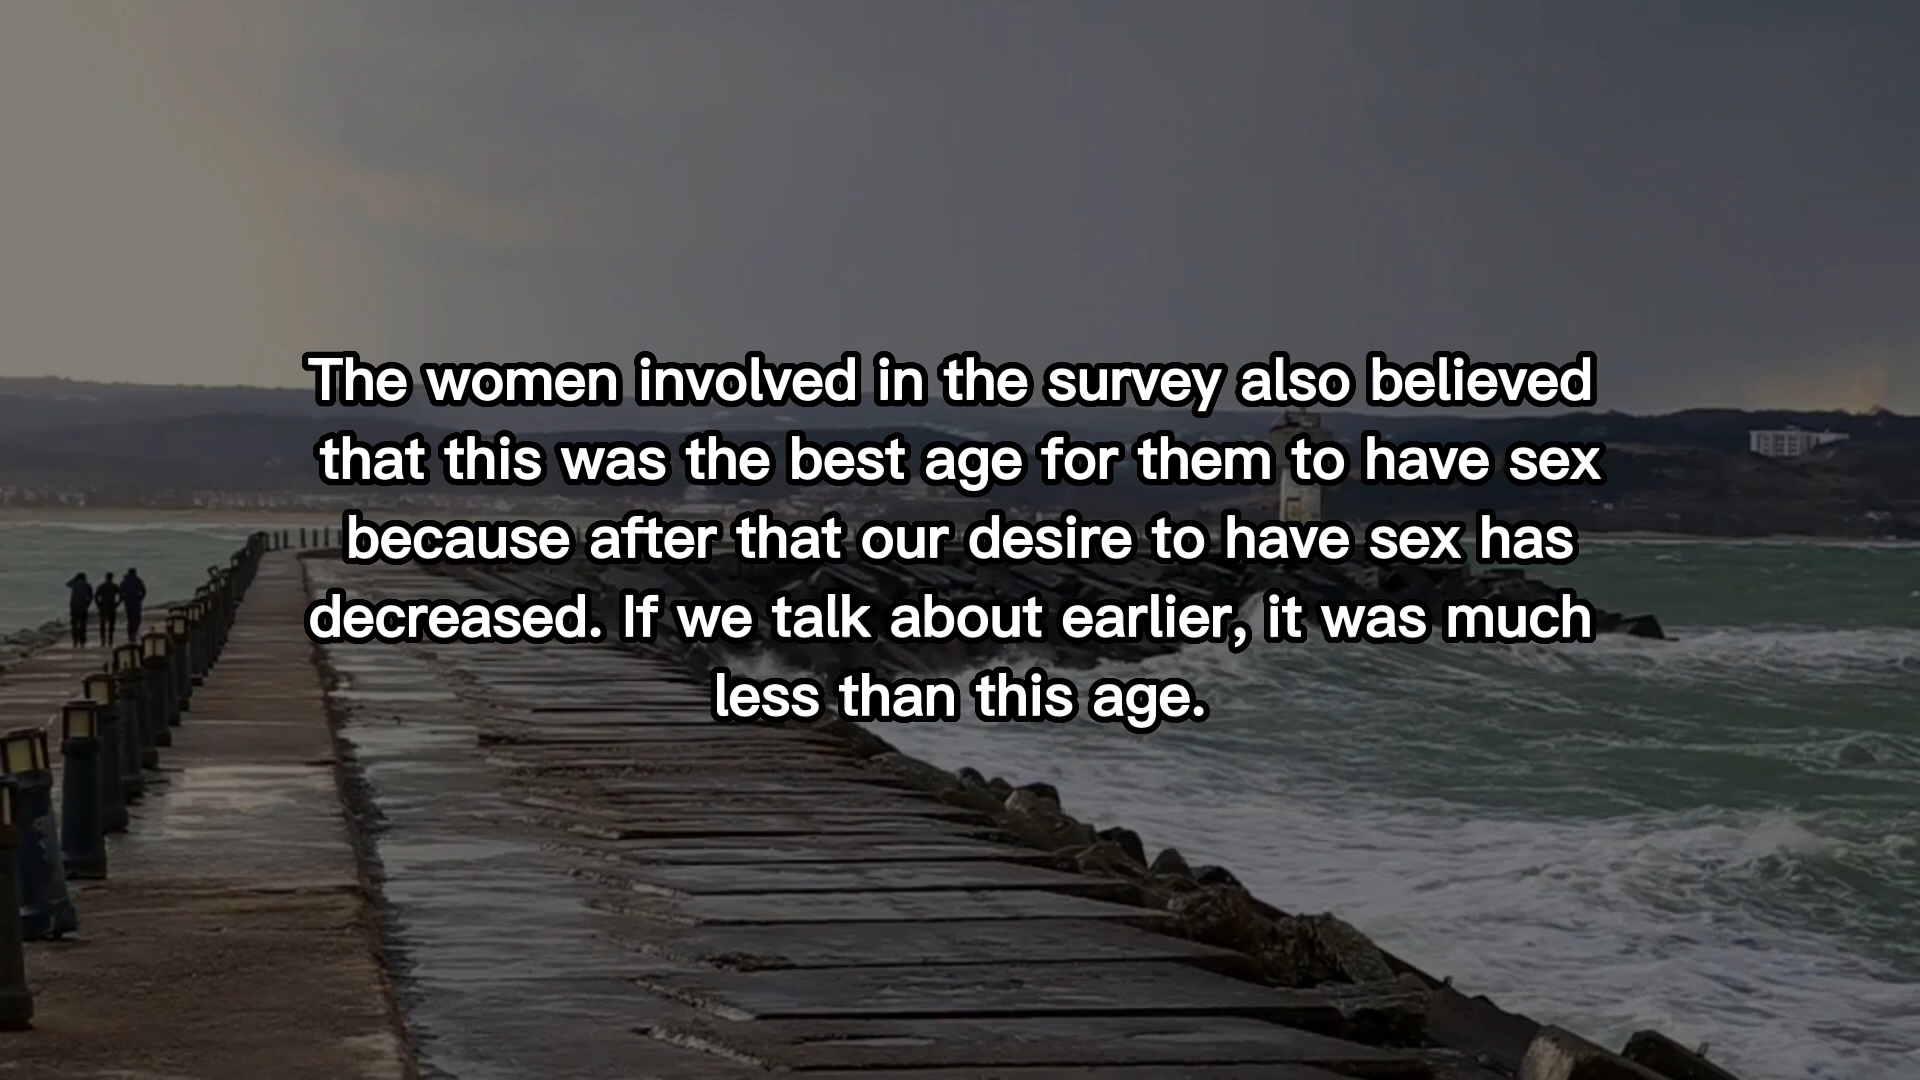 The women involved in the survey also believed
that this was the best age for them to have sex
because after that our desire to have sex has
decreased. If we talk about earlier, it was much
less than this age.